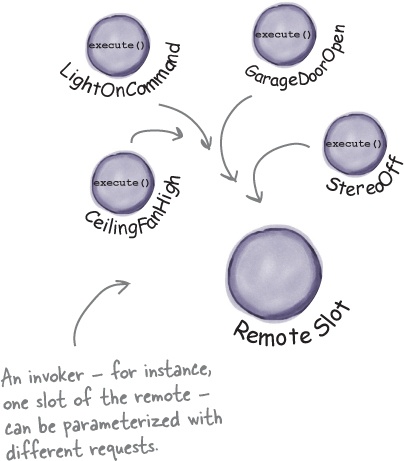 execute()
LightOnCommand
execute()
GarageDoorOpen
execute()
CeilingFanHigh
execute()
StereoOff
Remote Slot
An invoker – for instance,
one slot of the remote –
can be parameterized with
different requests.